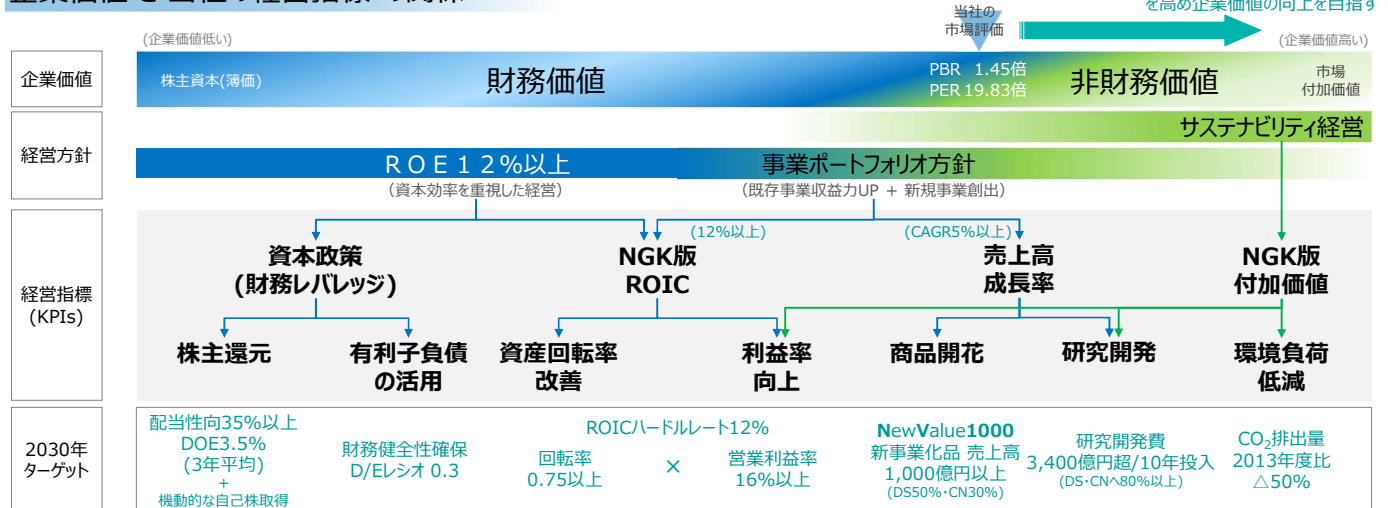 企業価値と当社の経営指標の関係
を高め企業価値の向上を目指す
当社の
市場評価
(企業価値低い)
(企業価値高い)
企業価値
株主資本(簿価)
財務価値
PBR 1.45倍
PER 19.83倍
非財務価値
市場
付加価値
経営方針
サステナビリティ経営
ROE12%以上
事業ポートフォリオ方針
(資本効率を重視した経営)
(既存事業収益力UP + 新規事業創出)
経営指標
(KPIs)
(12%以上)
(CAGR5%以上)
資本政策
(財務レバレッジ)
NGK版
ROIC
売上高
成長率
NGK版
付加価値
株主還元
有利子負債
の活用
資産回転率
改善
利益率
向上
商品開花
研究開発
環境負荷
低減
2030年
ターゲット
配当性向35%以上
DOE3.5%
(3年平均)
+
機動的な自己株取得
財務健全性確保
D/Eレシオ 0.3
ROICハードルレート12%
回転率
0.75以上
×
営業利益率
16%以上
NewValue1000
新事業化品 売上高
1,000億円以上
(DS50%・CN30%)
研究開発費
3,400億円超/10年投入
(DS・CNへ80%以上)
CO₂排出量
2013年度比
△50%